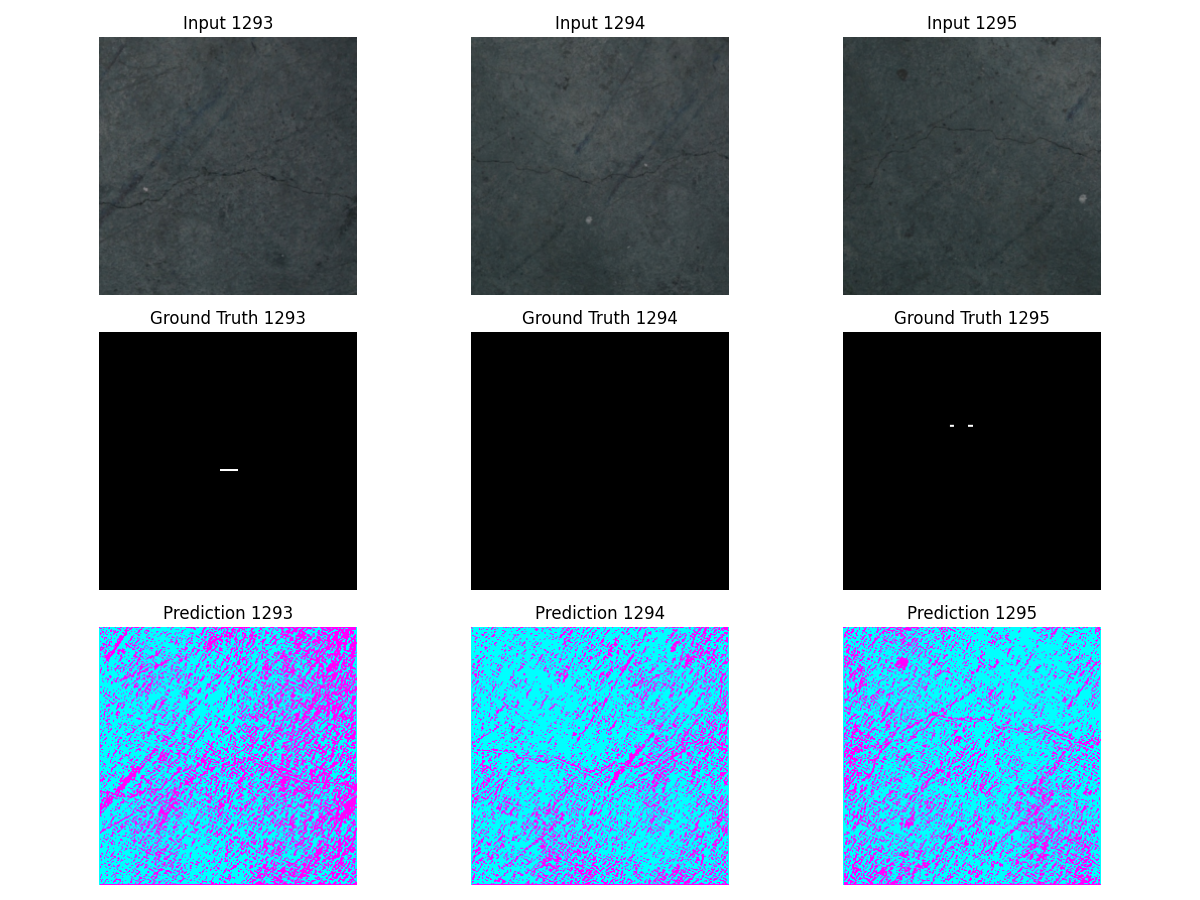 Input 1293
Input 1294
Input 1295
Ground Truth 1293
Ground Truth 1294
Ground Truth 1295
Prediction 1293
Prediction 1294
Prediction 1295